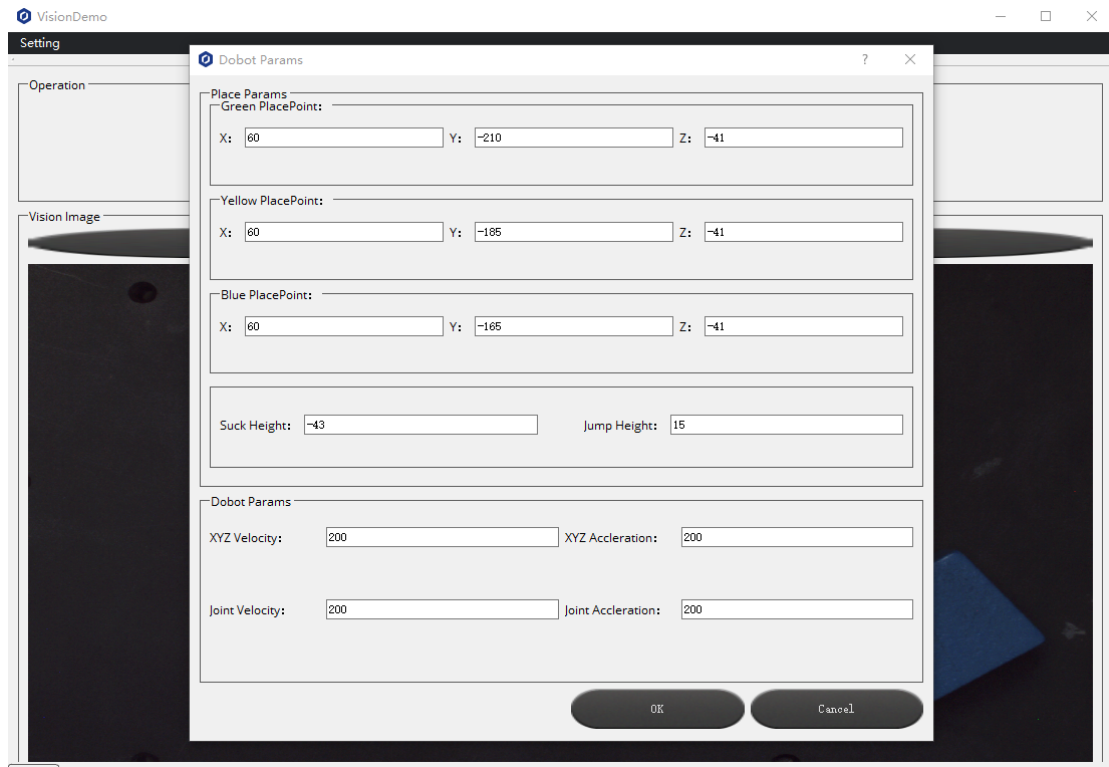 VisionDemo
Setting
Dobot Params
Operation
Place Params
Green PlacePoint:
X: 60 Y: -210 Z: -41
Yellow PlacePoint:
X: 60 Y: -185 Z: -41
Vision Image
Blue PlacePoint:
X: 60 Y: -165 Z: -41
Suck Height: -43 Jump Height: 15
Dobot Params
XYZ Velocity: 200 XYZ Accleration: 200
Joint Velocity: 200 Joint Accleration: 200
OK Cancel